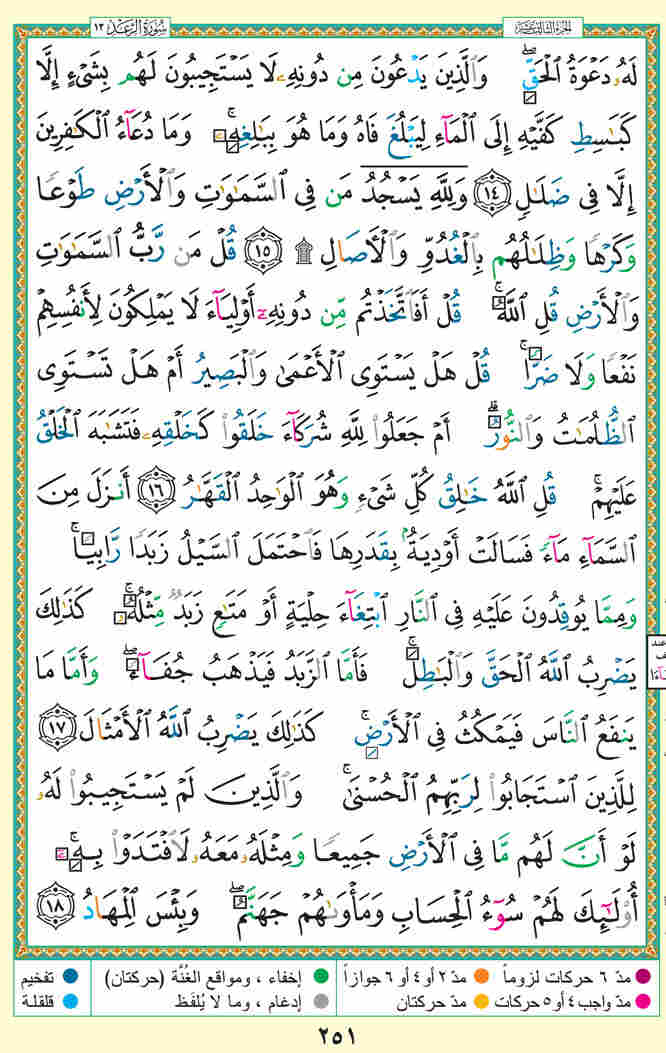 سُورَةُ الرَّعْدِ ١٣
الجزء الثالث عشر
لَهُۥ دَعْوَةُ ٱلْحَقِّۖ وَٱلَّذِينَ يَدْعُونَ مِن دُونِهِۦ لَا يَسْتَجِيبُونَ لَهُم بِشَىْءٍ إِلَّا
كَبَـٰسِطِ كَفَّيْهِ إِلَى ٱلْمَآءِ لِيَبْلُغَ فَاهُ وَمَا هُوَ بِبَـٰلِغِهِۦۚ وَمَا دُعَآءُ ٱلْكَـٰفِرِينَ
إِلَّا فِى ضَلَـٰلٍ ١٤ وَلِلَّهِ يَسْجُدُ مَن فِى ٱلسَّمَـٰوَٰتِ وَٱلْأَرْضِ طَوْعًا
وَكَرْهًا وَظِلَـٰلُهُم بِٱلْغُدُوِّ وَٱلْـَٔاصَالِ ۩ ١٥ قُلْ مَن رَّبُّ ٱلسَّمَـٰوَٰتِ
وَٱلْأَرْضِ قُلِ ٱللَّهُۚ قُلْ أَفَٱتَّخَذْتُم مِّن دُونِهِۦٓ أَوْلِيَآءَ لَا يَمْلِكُونَ لِأَنفُسِهِمْ
نَفْعًا وَلَا ضَرًّاۚ قُلْ هَلْ يَسْتَوِى ٱلْأَعْمَىٰ وَٱلْبَصِيرُ أَمْ هَلْ تَسْتَوِى
ٱلظُّلُمَـٰتُ وَٱلنُّورُۗ أَمْ جَعَلُوا۟ لِلَّهِ شُرَكَآءَ خَلَقُوا۟ كَخَلْقِهِۦ فَتَشَـٰبَهَ ٱلْخَلْقُ
عَلَيْهِمْۚ قُلِ ٱللَّهُ خَـٰلِقُ كُلِّ شَىْءٍ وَهُوَ ٱلْوَٰحِدُ ٱلْقَهَّـٰرُ ١٦ أَنزَلَ مِنَ
ٱلسَّمَآءِ مَآءً فَسَالَتْ أَوْدِيَةٌۢ بِقَدَرِهَا فَٱحْتَمَلَ ٱلسَّيْلُ زَبَدًا رَّابِيًاۚ
وَمِمَّا يُوقِدُونَ عَلَيْهِ فِى ٱلنَّارِ ٱبْتِغَآءَ حِلْيَةٍ أَوْ مَتَـٰعٍ زَبَدٌ مِّثْلُهُۥۚ كَذَٰلِكَ
يَضْرِبُ ٱللَّهُ ٱلْحَقَّ وَٱلْبَـٰطِلَۚ فَأَمَّا ٱلزَّبَدُ فَيَذْهَبُ جُفَآءًۖ وَأَمَّا مَا
يَنفَعُ ٱلنَّاسَ فَيَمْكُثُ فِى ٱلْأَرْضِۚ كَذَٰلِكَ يَضْرِبُ ٱللَّهُ ٱلْأَمْثَالَ ١٧
لِلَّذِينَ ٱسْتَجَابُوا۟ لِرَبِّهِمُ ٱلْحُسْنَىٰۚ وَٱلَّذِينَ لَمْ يَسْتَجِيبُوا۟ لَهُۥ
لَوْ أَنَّ لَهُم مَّا فِى ٱلْأَرْضِ جَمِيعًا وَمِثْلَهُۥ مَعَهُۥ لَٱفْتَدَوْا۟ بِهِۦٓۚ
أُو۟لَـٰٓئِكَ لَهُمْ سُوٓءُ ٱلْحِسَابِ وَمَأْوَىٰهُمْ جَهَنَّمُۖ وَبِئْسَ ٱلْمِهَادُ ١٨
مدّ ٦ حركات لزوماً مدّ ٢ أو ٤ أو ٦ جوازاً إخفاء ، ومواقع الغُنَّة (حركتان) تفخيم
مدّ واجب ٤ أو ٥ حركات مدّ حركتان إدغام ، وما لا يُلفَظ قلقلة
٢٥١